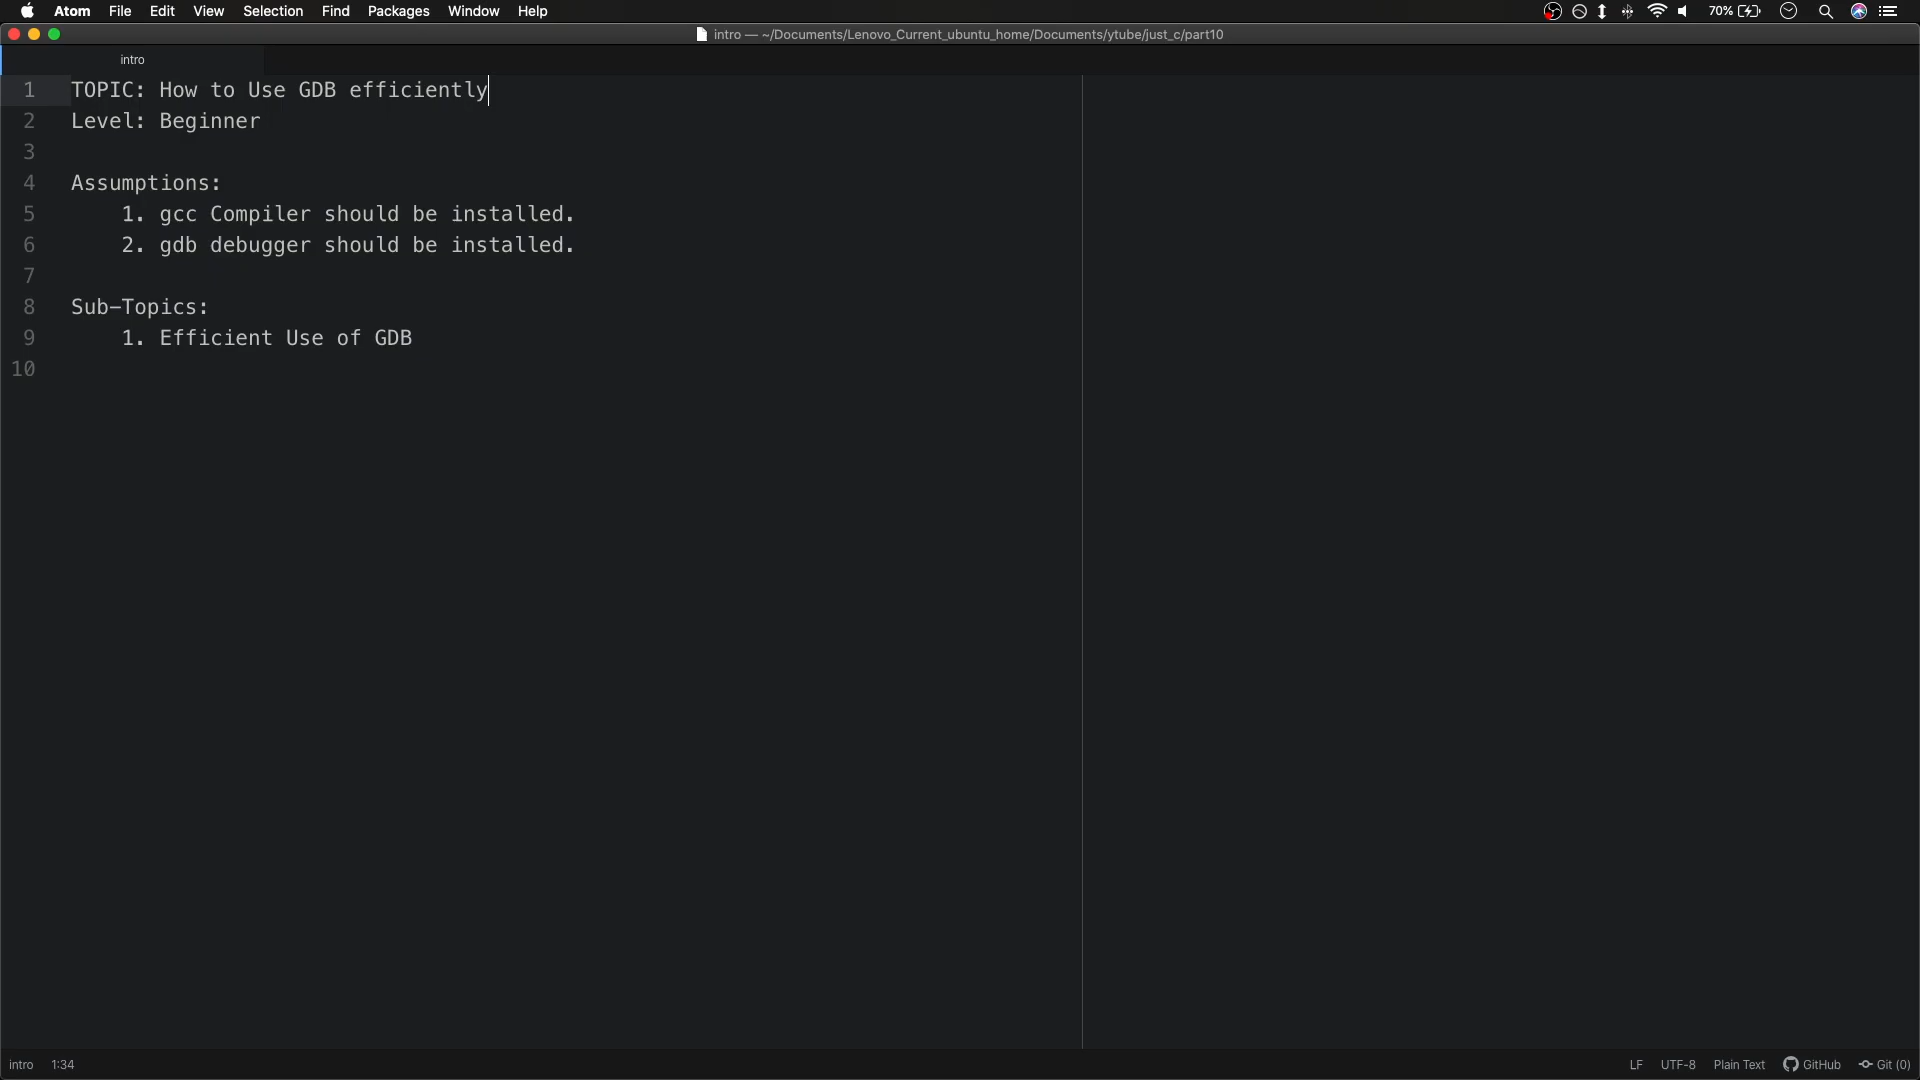 Atom File Edit View Selection Find Packages Window Help 70%
intro — ~/Documents/Lenovo_Current_ubuntu_home/Documents/ytube/just_c/part10
intro
1 TOPIC: How to Use GDB efficiently
2 Level: Beginner
3
4 Assumptions:
5 1. gcc Compiler should be installed.
6 2. gdb debugger should be installed.
7
8 Sub-Topics:
9 1. Efficient Use of GDB
10
intro 1:34 LF UTF-8 Plain Text GitHub Git (0)